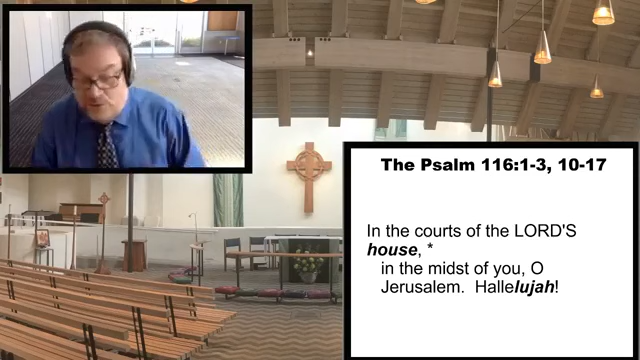 The Psalm 116:1-3, 10-17
In the courts of the LORD'S
house, *
in the midst of you, O
Jerusalem. Hallelujah!